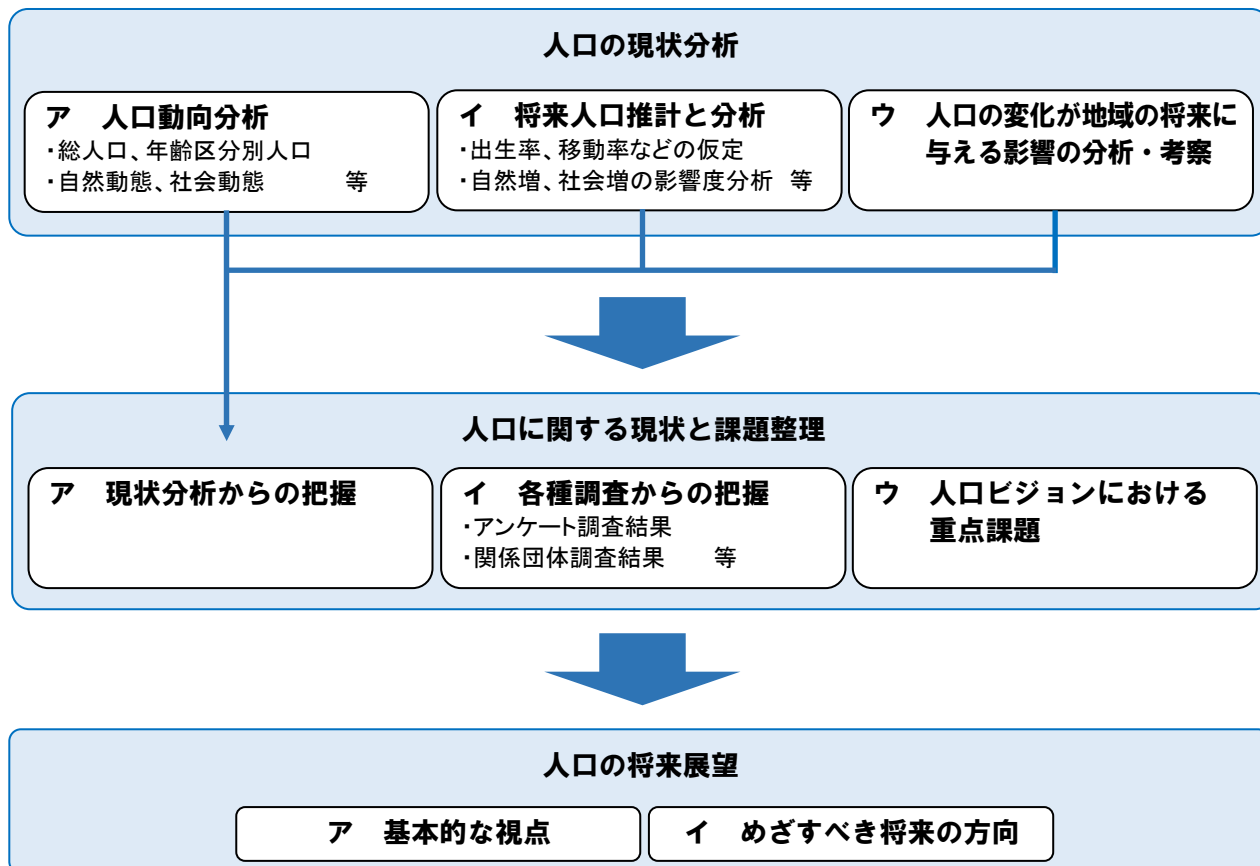 人口の現状分析
ア 人口動向分析
・総人口、年齢区分別人口
・自然動態、社会動態 等
イ 将来人口推計と分析
・出生率、移動率などの仮定
・自然増、社会増の影響度分析 等
ウ 人口の変化が地域の将来に
与える影響の分析・考察
人口に関する現状と課題整理
ア 現状分析からの把握
イ 各種調査からの把握
・アンケート調査結果
・関係団体調査結果 等
ウ 人口ビジョンにおける
重点課題
人口の将来展望
ア 基本的な視点
イ めざすべき将来の方向